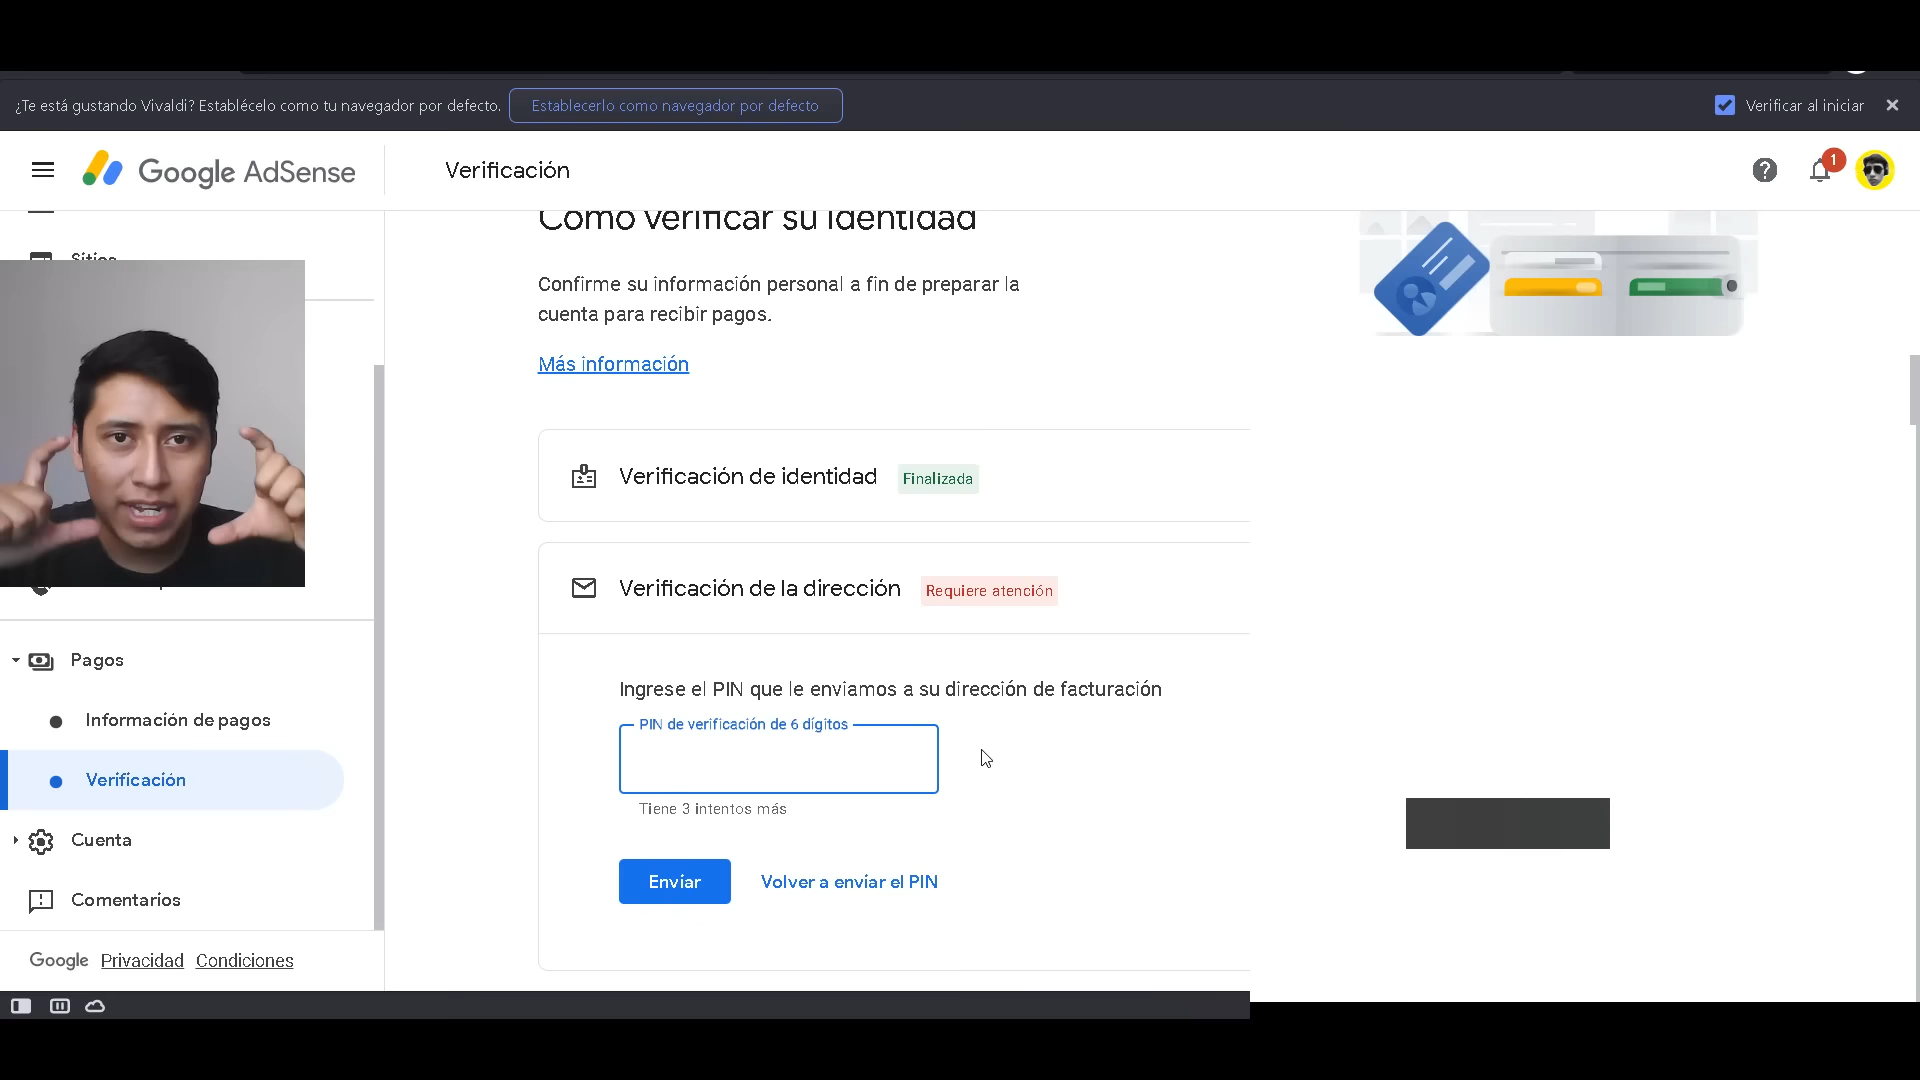 ¿Te está gustando Vivaldi? Establécelo como tu navegador por defecto.
Establecerlo como navegador por defecto
Verificar al iniciar
Google AdSense
Verificación
1
Cómo verificar su identidad
Sitios
Confirme su información personal a fin de preparar la
cuenta para recibir pagos.
Más información
Verificación de identidad
Finalizada
Verificación de la dirección
Requiere atención
Pagos
Ingrese el PIN que le enviamos a su dirección de facturación
Información de pagos
PIN de verificación de 6 dígitos
Verificación
Tiene 3 intentos más
Cuenta
Enviar
Volver a enviar el PIN
Comentarios
Google
Privacidad
Condiciones